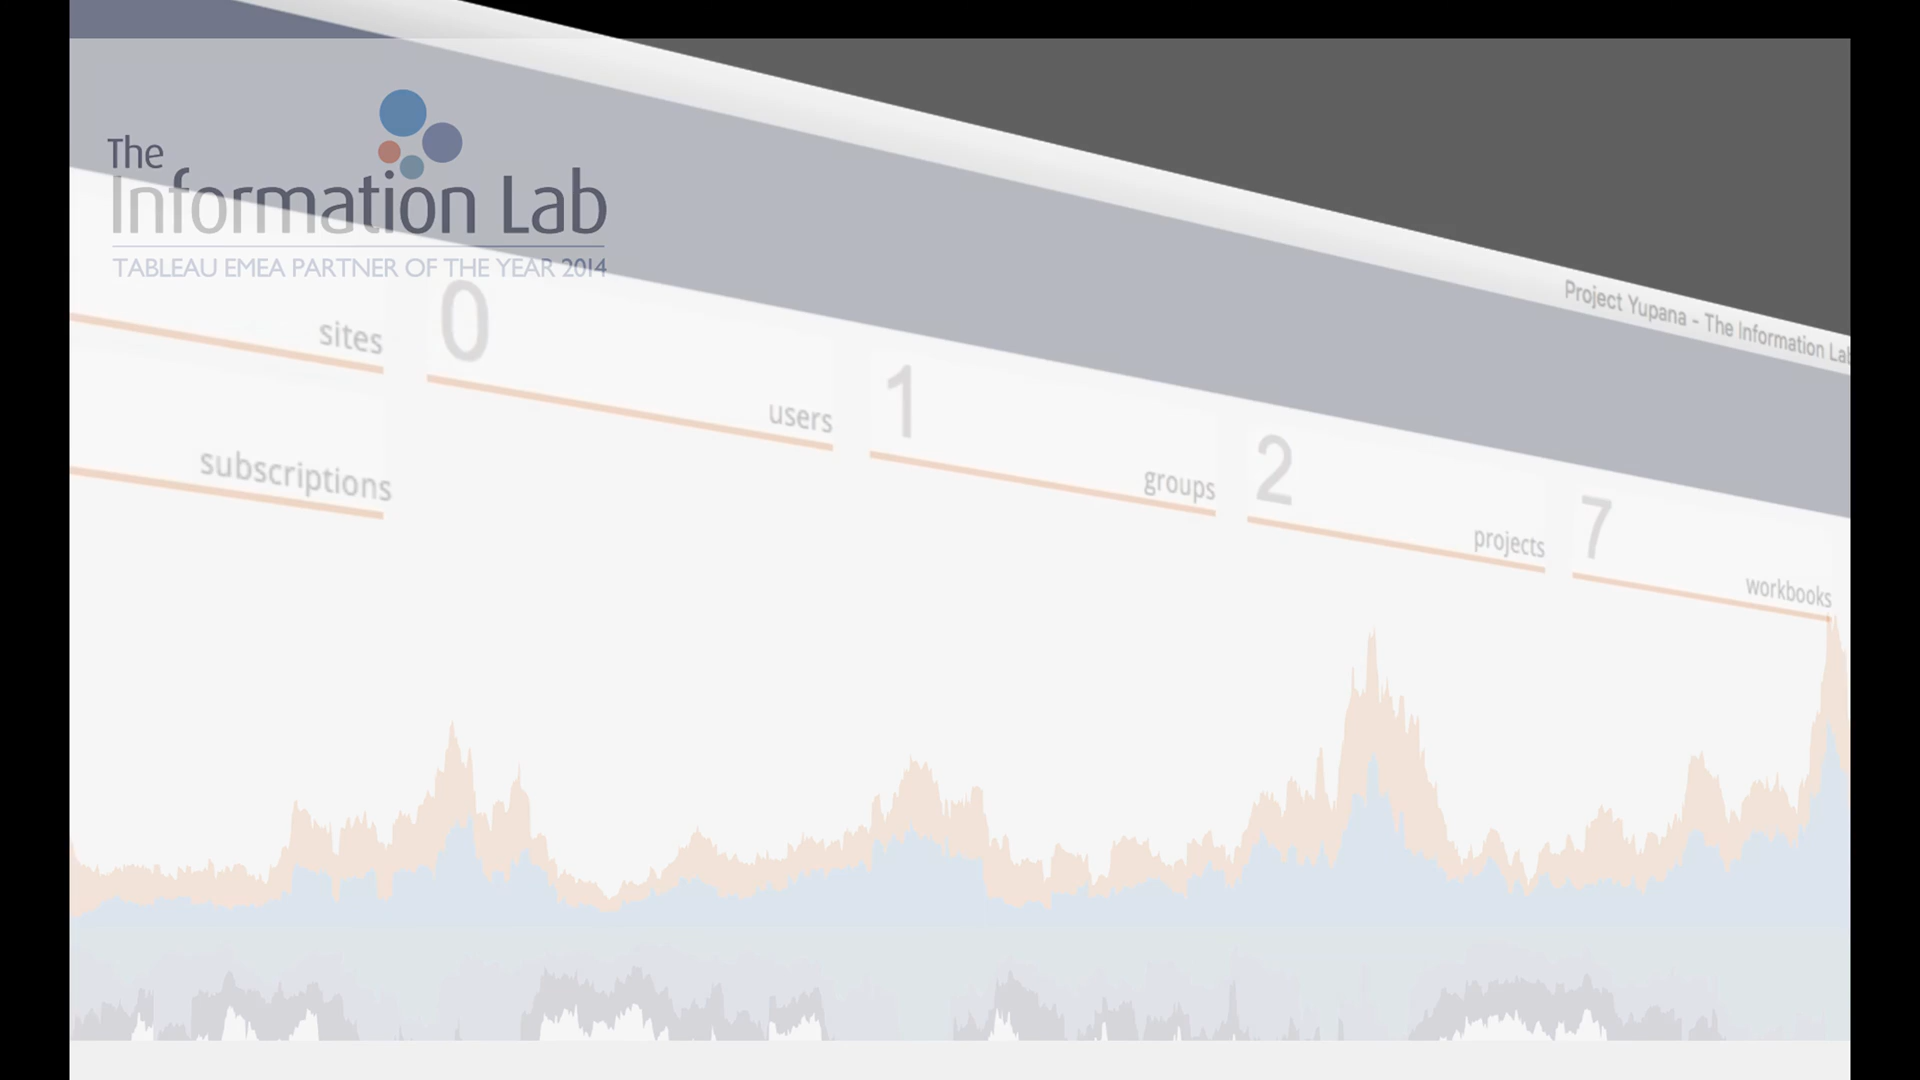 The
Information Lab
TABLEAU EMEA PARTNER OF THE YEAR 2014
Project Yupana - The Information Lab
sites
0
users
1
groups
2
projects
7
workbooks
subscriptions